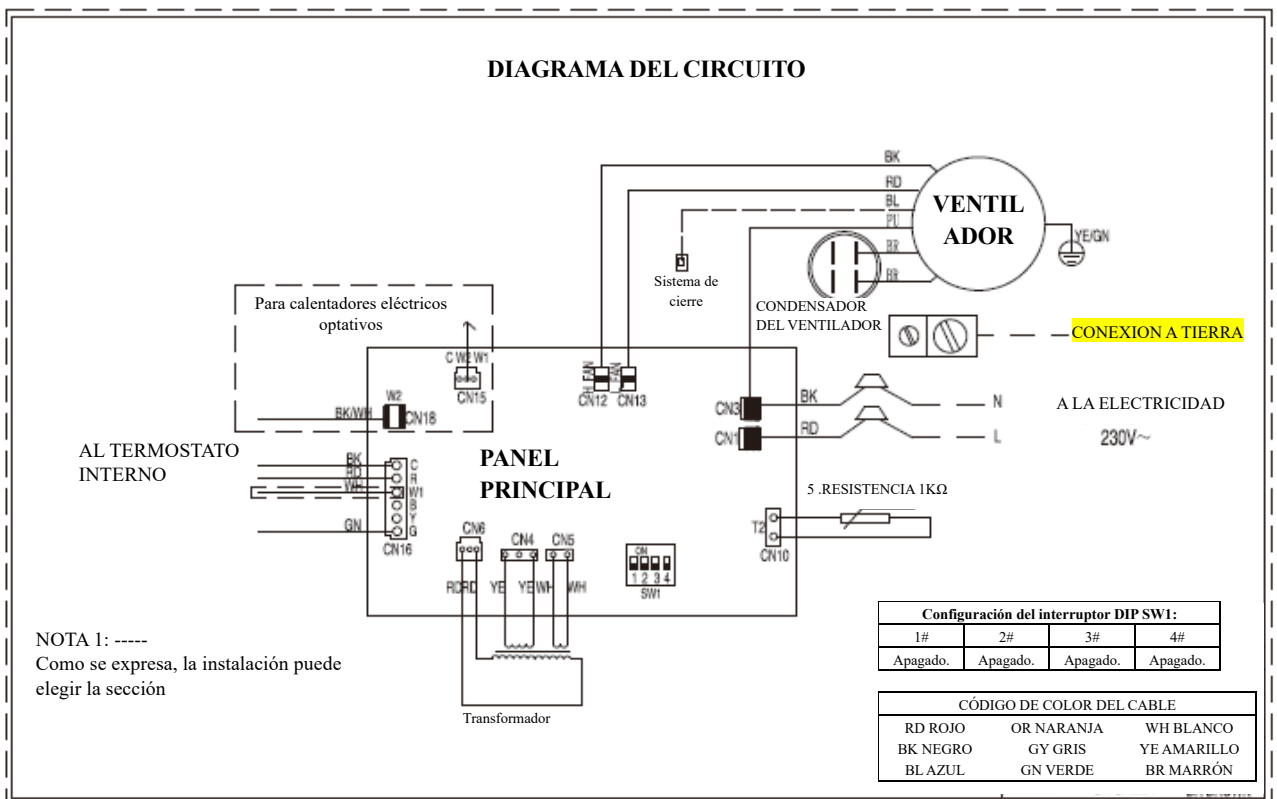 DIAGRAMA DEL CIRCUITO
BK
RD
BL
PU
BR
BR
VENTIL
ADOR
YE/GN
Sistema de
cierre
CONDENSADOR
DEL VENTILADOR
CONEXION A TIERRA
Para calentadores eléctricos
optativos
C W2 W1
CN15
W2
BK/WH
CN18
CN12
CN13
CN3
BK
N
CN1
RD
L
A LA ELECTRICIDAD
230V~
AL TERMOSTATO
INTERNO
BK
RD
WH
GN
C
R
W1
B
Y
G
CN16
PANEL
PRINCIPAL
5 .RESISTENCIA 1KΩ
T2
CN10
CN6
CN4
CN5
RD RD YE YE WH WH
ON
1 2 3 4
SW1
Transformador
NOTA 1: -----
Como se expresa, la instalación puede
elegir la sección
Configuración del interruptor DIP SW1:
1# 2# 3# 4#
Apagado. Apagado. Apagado. Apagado.
CÓDIGO DE COLOR DEL CABLE
RD ROJO OR NARANJA WH BLANCO
BK NEGRO GY GRIS YE AMARILLO
BL AZUL GN VERDE BR MARRÓN